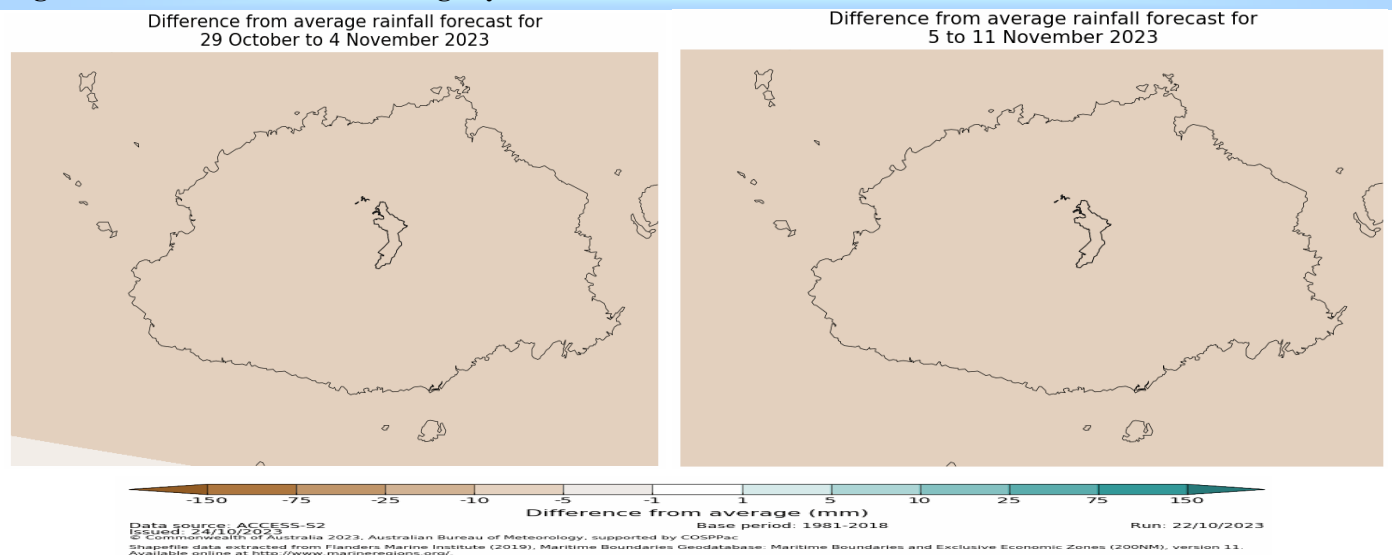 Difference from average rainfall forecast for
29 October to 4 November 2023
Difference from average rainfall forecast for
5 to 11 November 2023
-150 -75 -25 -10 -5 -1 1 5 10 25 75 150
Difference from average (mm)
Data source: ACCESS-S2 Base period: 1981-2018 Run: 22/10/2023
Issued: 24/10/2023
© Commonwealth of Australia 2023, Australian Bureau of Meteorology, supported by COSPPac
Shapefile data extracted from Flanders Marine Institute (2019), Maritime Boundaries Geodatabase: Maritime Boundaries and Exclusive Economic Zones (200NM), version 11.
Available online at http://www.marineregions.org/.